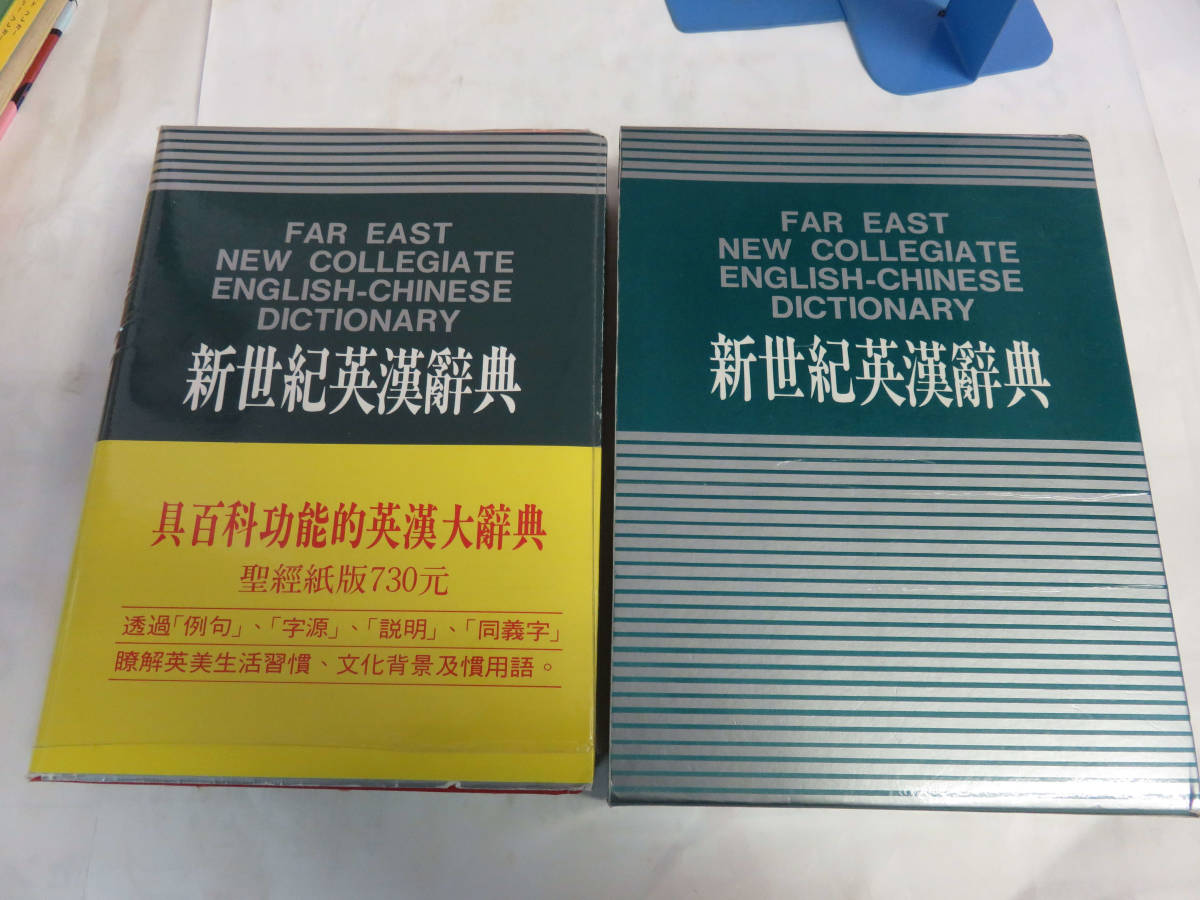 FAR EAST
NEW COLLEGIATE
ENGLISH-CHINESE
DICTIONARY
新世紀英漢辭典
具百科功能的英漢大辭典
聖經紙版730元
透過「例句」、「字源」、「説明」、「同義字」
瞭解英美生活習慣、文化背景及慣用語。
FAR EAST
NEW COLLEGIATE
ENGLISH-CHINESE
DICTIONARY
新世紀英漢辭典